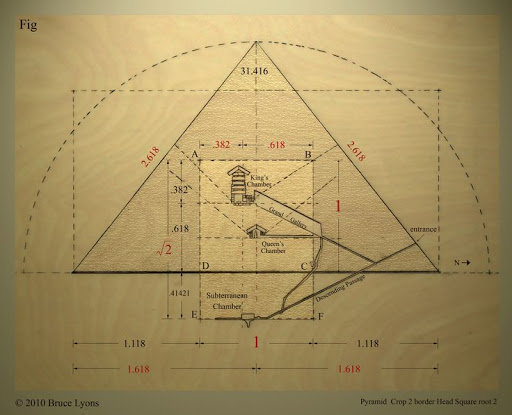 Fig
31.416
.382
.618
2.618
2.618
A
B
King's
Chamber
.382
Grand Gallery
1
.618
entrance
√2
Queen's
Chamber
N →
D
C
Descending Passage
Subterranean
Chamber
.41421
E
F
1.118
1
1.118
1.618
1.618
© 2010 Bruce Lyons
Pyramid Crop 2 border Head Square root 2